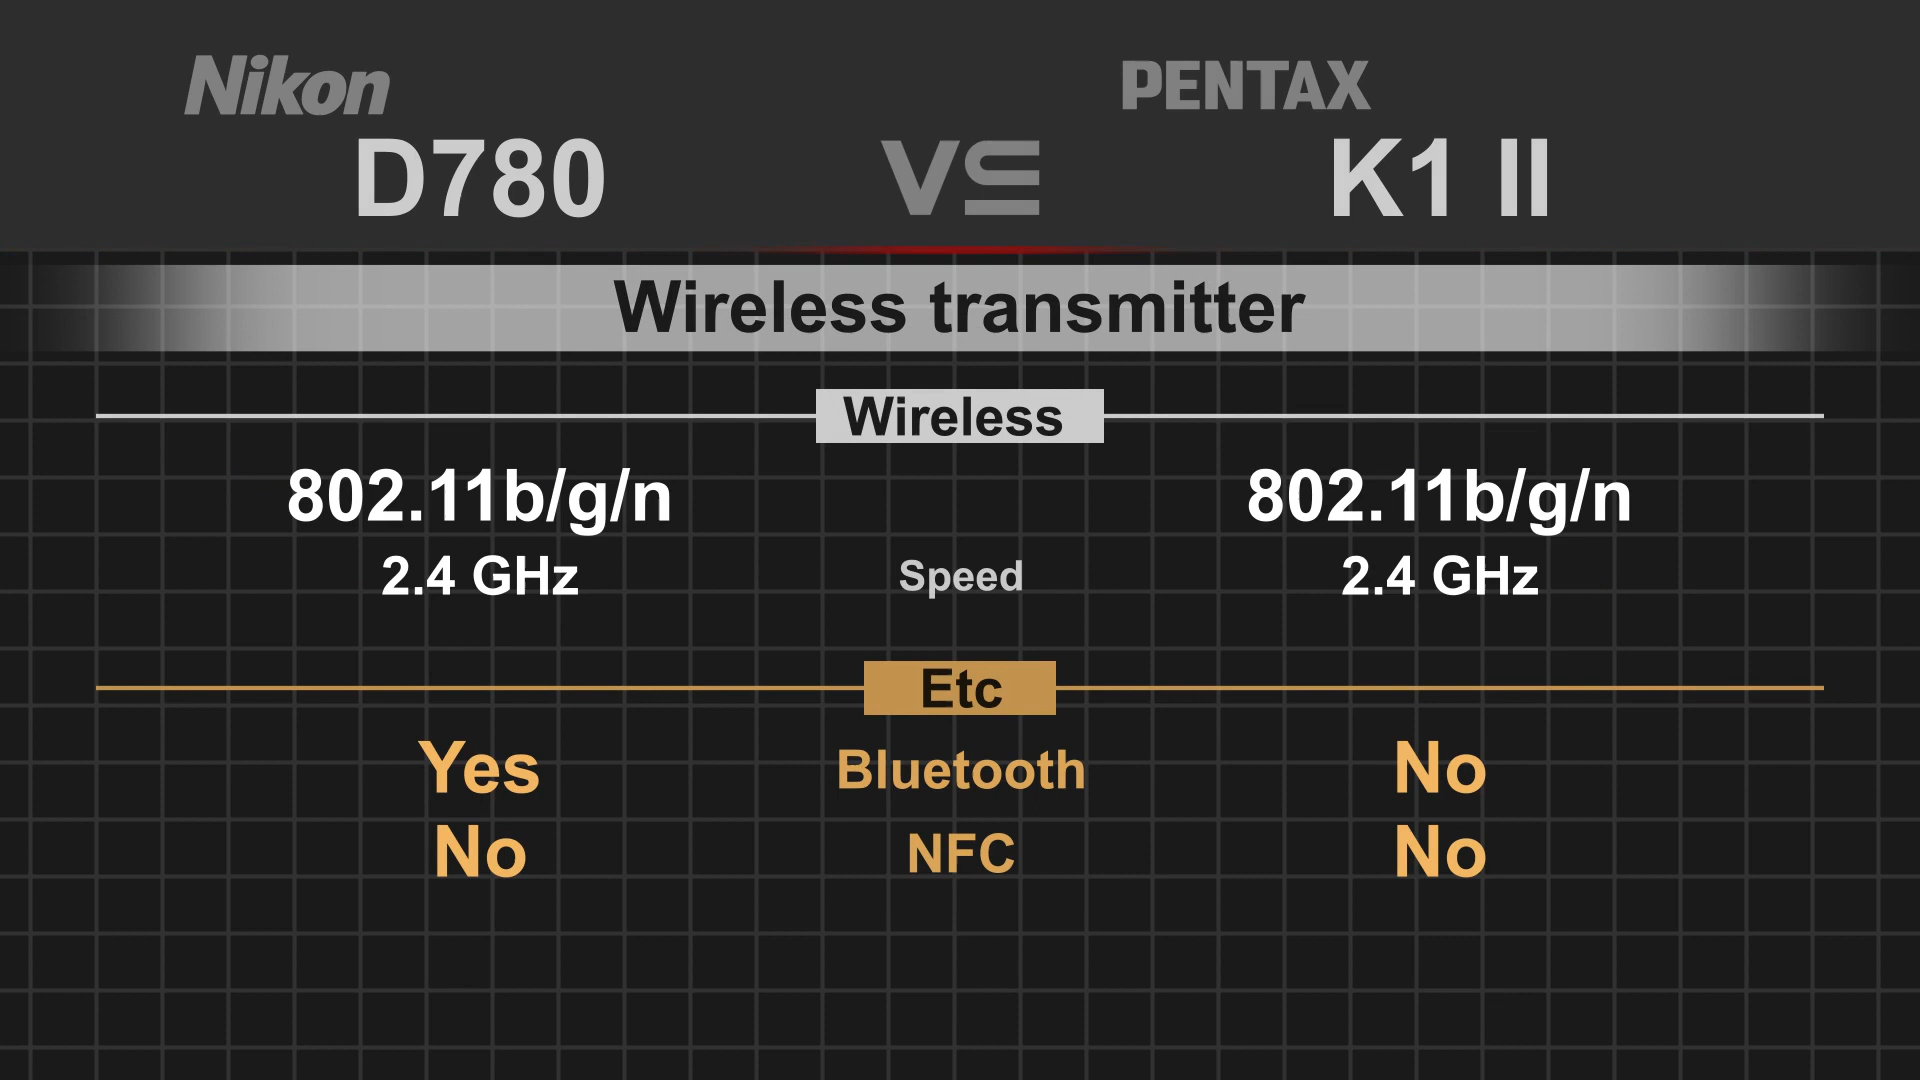 Nikon
PENTAX
D780
VS
K1 II
Wireless transmitter
Wireless
802.11b/g/n
802.11b/g/n
2.4 GHz
Speed
2.4 GHz
Etc
Yes
Bluetooth
No
No
NFC
No